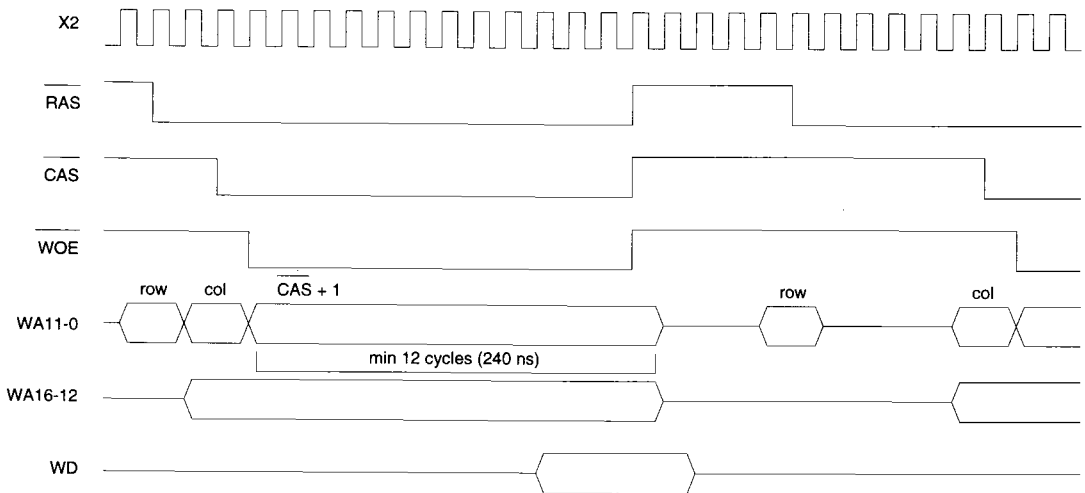 X2
RAS
CAS
WOE
row col CAS + 1 row col
WA11-0
min 12 cycles (240 ns)
WA16-12
WD